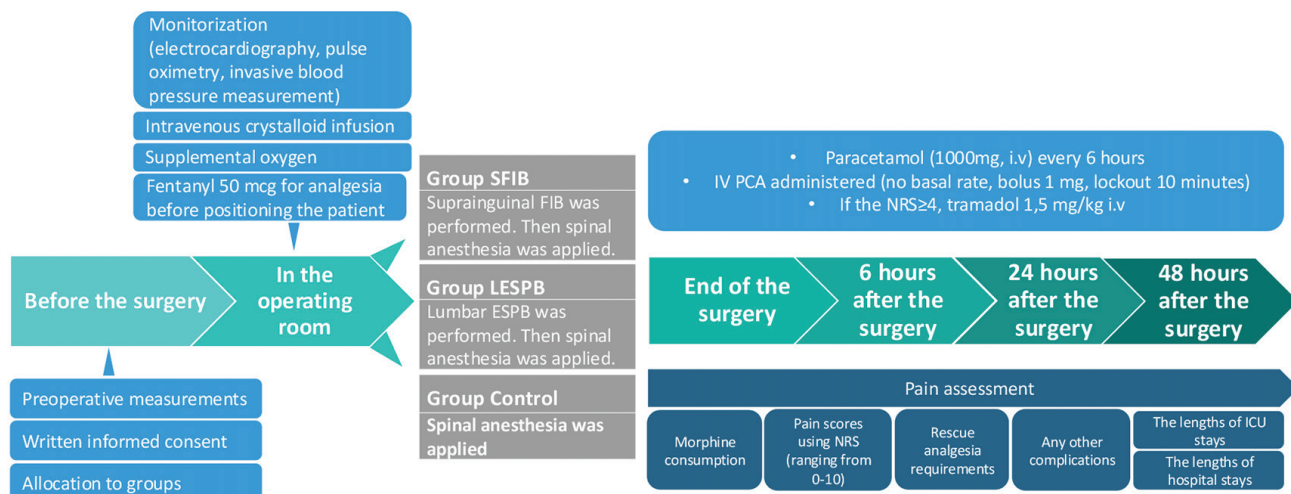 Monitorization
(electrocardiography, pulse
oximetry, invasive blood
pressure measurement)
Intravenous crystalloid infusion
Supplemental oxygen
Fentanyl 50 mcg for analgesia
before positioning the patient
Before the surgery
In the
operating
room
Preoperative measurements
Written informed consent
Allocation to groups
Group SFIB
Suprainguinal FIB was
performed. Then spinal
anesthesia was applied.
Group LESPB
Lumbar ESPB was
performed. Then spinal
anesthesia was applied.
Group Control
Spinal anesthesia was
applied
• Paracetamol (1000mg, i.v) every 6 hours
• IV PCA administered (no basal rate, bolus 1 mg, lockout 10 minutes)
• If the NRS≥4, tramadol 1,5 mg/kg i.v
End of the
surgery
6 hours
after the
surgery
24 hours
after the
surgery
48 hours
after the
surgery
Pain assessment
Morphine
consumption
Pain scores
using NRS
(ranging from
0-10)
Rescue
analgesia
requirements
Any other
complications
The lengths of ICU
stays
The lengths of
hospital stays